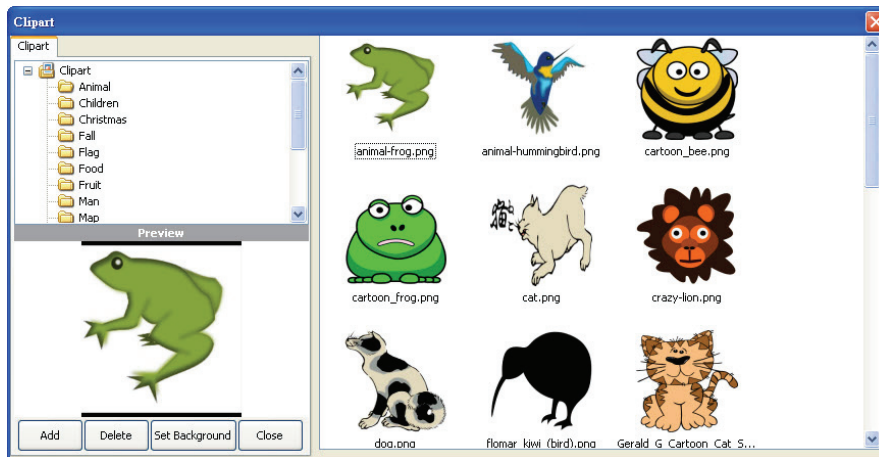 Clipart
Clipart
Clipart
Animal
Children
Christmas
Fall
Flag
Food
Fruit
Man
Map
Preview
Add
Delete
Set Background
Close
animal-frog.png
animal-hummingbird.png
cartoon_bee.png
cartoon_frog.png
猫
cat.png
crazy-lion.png
dog.png
flomar_kiwi_(bird).png
Gerald_G_Cartoon_Cat_S...